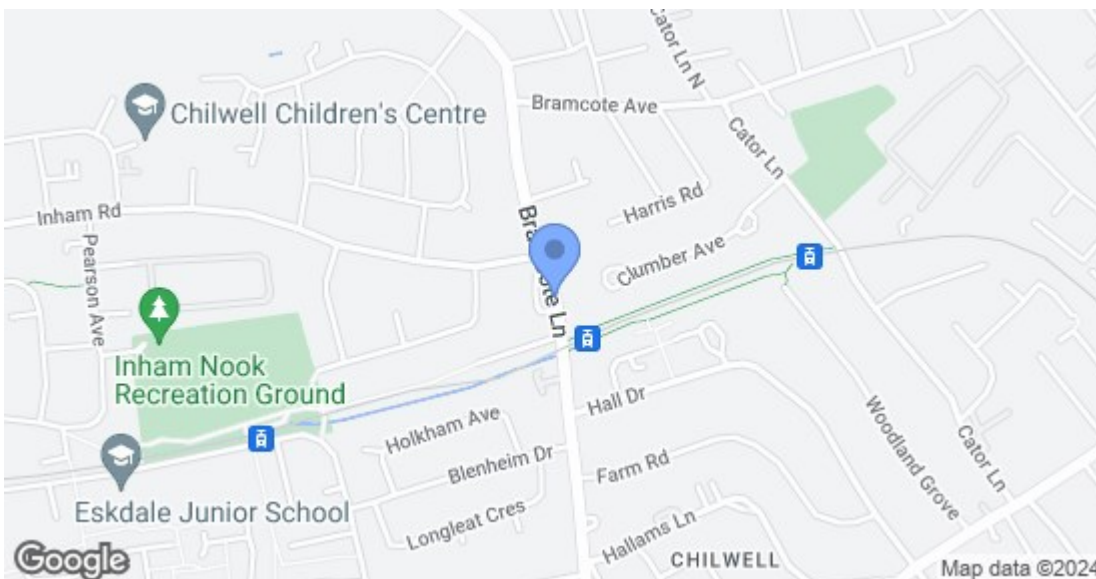 Cator Ln N
Bramcote Ave
Chilwell Children's Centre
Cator Ln
Harris Rd
Inham Rd
Clumber Ave
Pearson Ave
Inham Nook
Recreation Ground
Hall Dr
Holkham Ave
Woodland Grove
Cator Ln
Blenheim Dr
Farm Rd
Eskdale Junior School
Longleat Cres
Hallams Ln
CHILWELL
Google
Map data ©2024